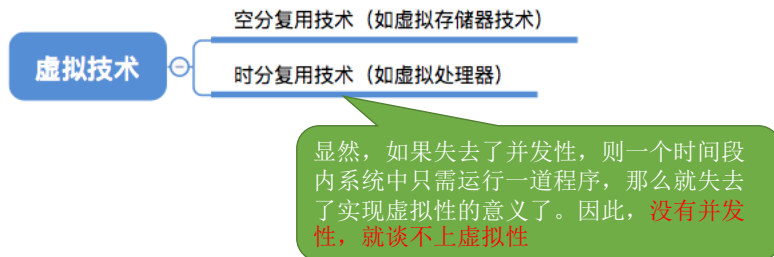 空分复用技术（如虚拟存储器技术）
虚拟技术
时分复用技术（如虚拟处理器）
显然，如果失去了并发性，则一个时间段
内系统中只需运行一道程序，那么就失去
了实现虚拟性的意义了。因此，没有并发
性，就谈不上虚拟性